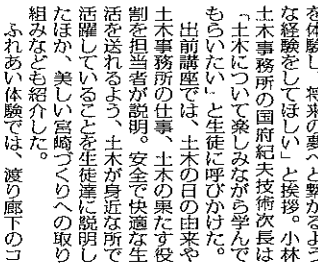 を体験し、将来の夢へと繋がるよう
な経験をしてほしい」と挨拶。小林
土木事務所の国府紀夫技術次長は
「土木について楽しみながら学んで
もらいたい」と生徒に呼びかけた。
出前講座では、土木の日の由来や
土木事務所の仕事、土木の果たす役
割を担当者が説明。安全で快適な生
活を送れるよう、土木が身近な所で
活躍していることを生徒達に説明し
たほか、美しい宮崎づくりへの取り
組みなども紹介した。
ふれあい体験では、渡り廊下のコ